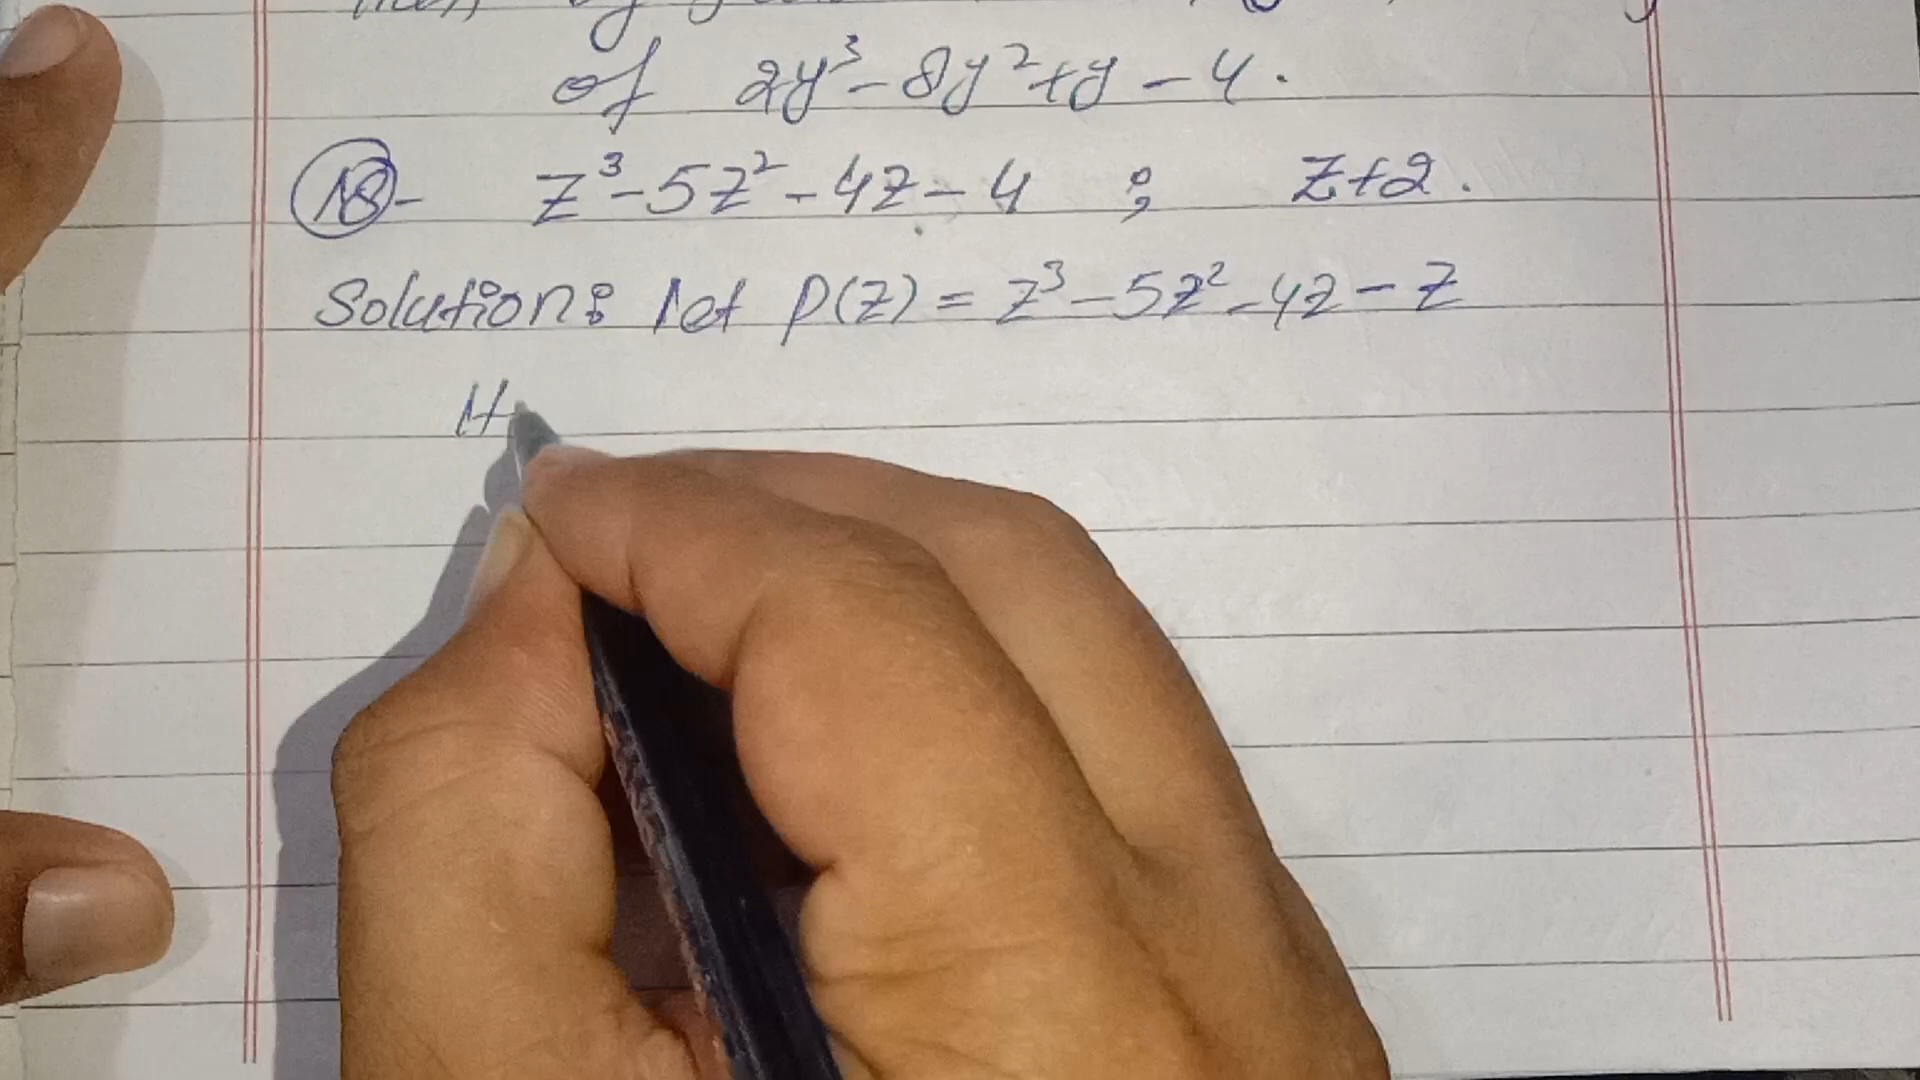 of 2y³ - 8y² + y - 4.
18- z³ - 5z² - 4z - 4 ; z+2.
Solution: let P(z) = z³ - 5z² - 4z - z
H